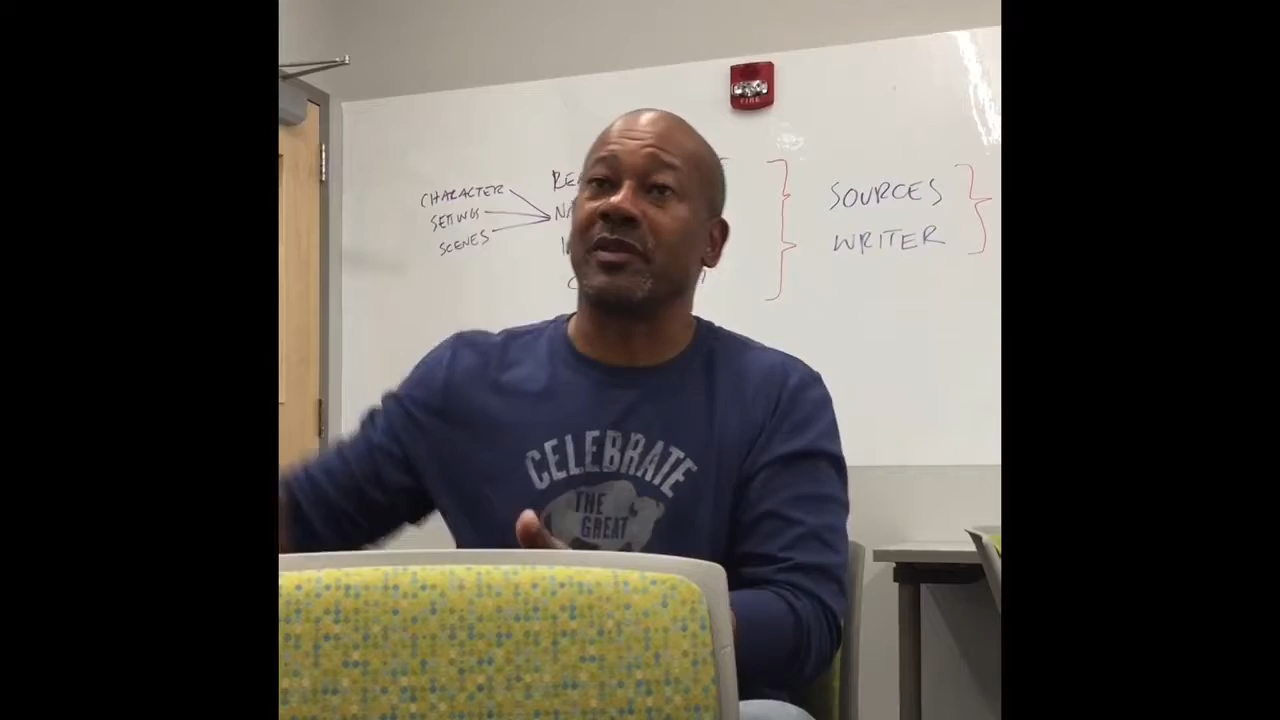 FIRE
CHARACTER
SETTINGS
SCENES
SOURCES
WRITER
CELEBRATE
THE
GREAT